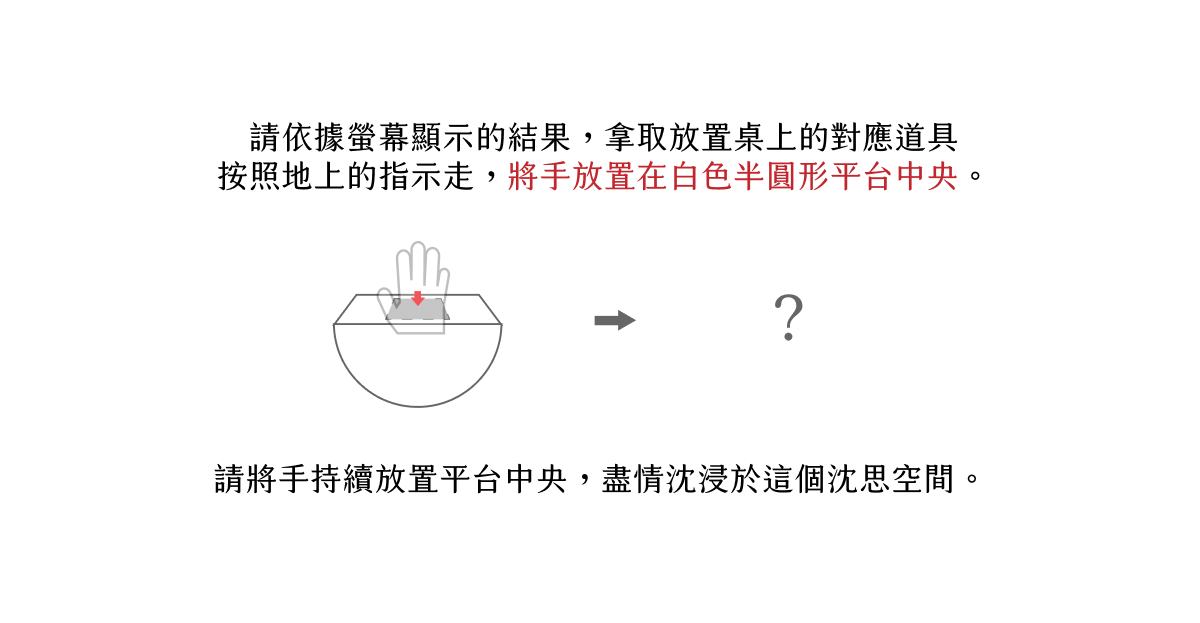 請依據螢幕顯示的結果，拿取放置桌上的對應道具
按照地上的指示走，將手放置在白色半圓形平台中央。
?
請將手持續放置平台中央，盡情沈浸於這個沈思空間。